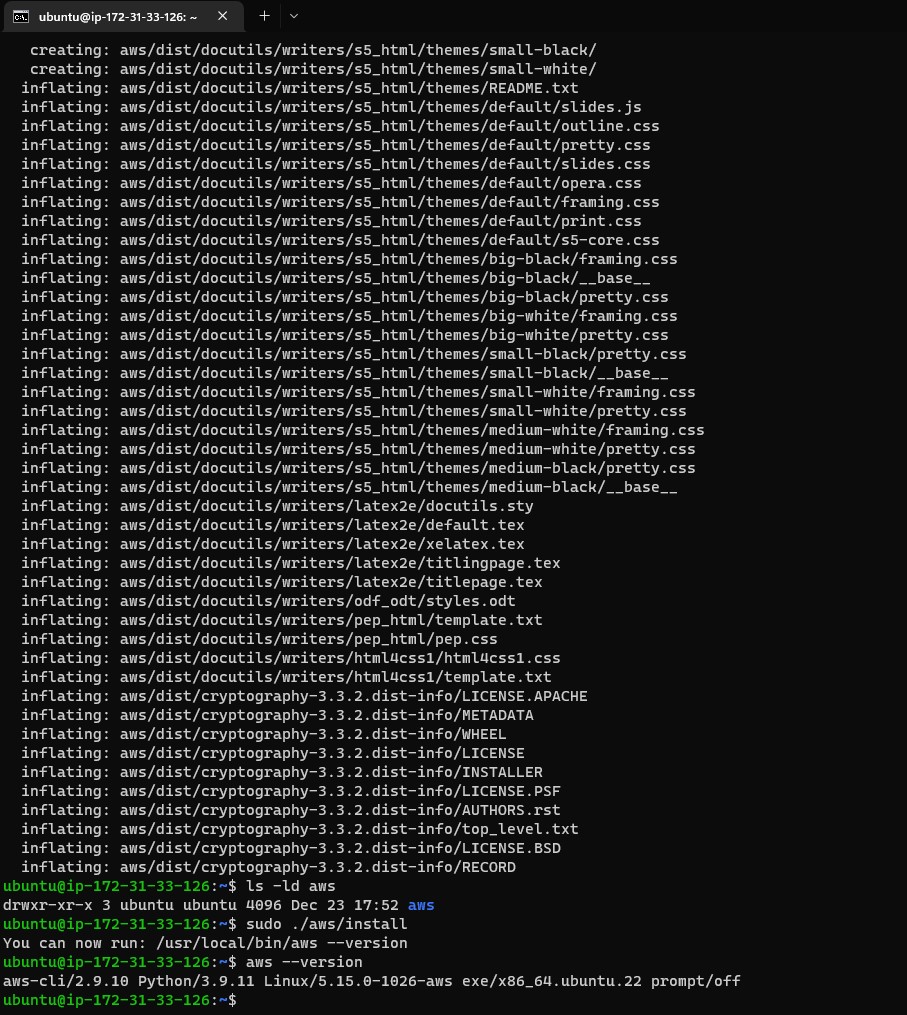 ubuntu@ip-172-31-33-126: ~
creating: aws/dist/docutils/writers/s5_html/themes/small-black/
creating: aws/dist/docutils/writers/s5_html/themes/small-white/
inflating: aws/dist/docutils/writers/s5_html/themes/README.txt
inflating: aws/dist/docutils/writers/s5_html/themes/default/slides.js
inflating: aws/dist/docutils/writers/s5_html/themes/default/outline.css
inflating: aws/dist/docutils/writers/s5_html/themes/default/pretty.css
inflating: aws/dist/docutils/writers/s5_html/themes/default/slides.css
inflating: aws/dist/docutils/writers/s5_html/themes/default/opera.css
inflating: aws/dist/docutils/writers/s5_html/themes/default/framing.css
inflating: aws/dist/docutils/writers/s5_html/themes/default/print.css
inflating: aws/dist/docutils/writers/s5_html/themes/default/s5-core.css
inflating: aws/dist/docutils/writers/s5_html/themes/big-black/framing.css
inflating: aws/dist/docutils/writers/s5_html/themes/big-black/__base__
inflating: aws/dist/docutils/writers/s5_html/themes/big-black/pretty.css
inflating: aws/dist/docutils/writers/s5_html/themes/big-white/framing.css
inflating: aws/dist/docutils/writers/s5_html/themes/big-white/pretty.css
inflating: aws/dist/docutils/writers/s5_html/themes/small-black/pretty.css
inflating: aws/dist/docutils/writers/s5_html/themes/small-black/__base__
inflating: aws/dist/docutils/writers/s5_html/themes/small-white/framing.css
inflating: aws/dist/docutils/writers/s5_html/themes/small-white/pretty.css
inflating: aws/dist/docutils/writers/s5_html/themes/medium-white/framing.css
inflating: aws/dist/docutils/writers/s5_html/themes/medium-white/pretty.css
inflating: aws/dist/docutils/writers/s5_html/themes/medium-black/pretty.css
inflating: aws/dist/docutils/writers/s5_html/themes/medium-black/__base__
inflating: aws/dist/docutils/writers/latex2e/docutils.sty
inflating: aws/dist/docutils/writers/latex2e/default.tex
inflating: aws/dist/docutils/writers/latex2e/xelatex.tex
inflating: aws/dist/docutils/writers/latex2e/titlingpage.tex
inflating: aws/dist/docutils/writers/latex2e/titlepage.tex
inflating: aws/dist/docutils/writers/odf_odt/styles.odt
inflating: aws/dist/docutils/writers/pep_html/template.txt
inflating: aws/dist/docutils/writers/pep_html/pep.css
inflating: aws/dist/docutils/writers/html4css1/html4css1.css
inflating: aws/dist/docutils/writers/html4css1/template.txt
inflating: aws/dist/cryptography-3.3.2.dist-info/LICENSE.APACHE
inflating: aws/dist/cryptography-3.3.2.dist-info/METADATA
inflating: aws/dist/cryptography-3.3.2.dist-info/WHEEL
inflating: aws/dist/cryptography-3.3.2.dist-info/LICENSE
inflating: aws/dist/cryptography-3.3.2.dist-info/INSTALLER
inflating: aws/dist/cryptography-3.3.2.dist-info/LICENSE.PSF
inflating: aws/dist/cryptography-3.3.2.dist-info/AUTHORS.rst
inflating: aws/dist/cryptography-3.3.2.dist-info/top_level.txt
inflating: aws/dist/cryptography-3.3.2.dist-info/LICENSE.BSD
inflating: aws/dist/cryptography-3.3.2.dist-info/RECORD
ubuntu@ip-172-31-33-126:~$ ls -ld aws
drwxr-xr-x 3 ubuntu ubuntu 4096 Dec 23 17:52 aws
ubuntu@ip-172-31-33-126:~$ sudo ./aws/install
You can now run: /usr/local/bin/aws --version
ubuntu@ip-172-31-33-126:~$ aws --version
aws-cli/2.9.10 Python/3.9.11 Linux/5.15.0-1026-aws exe/x86_64.ubuntu.22 prompt/off
ubuntu@ip-172-31-33-126:~$